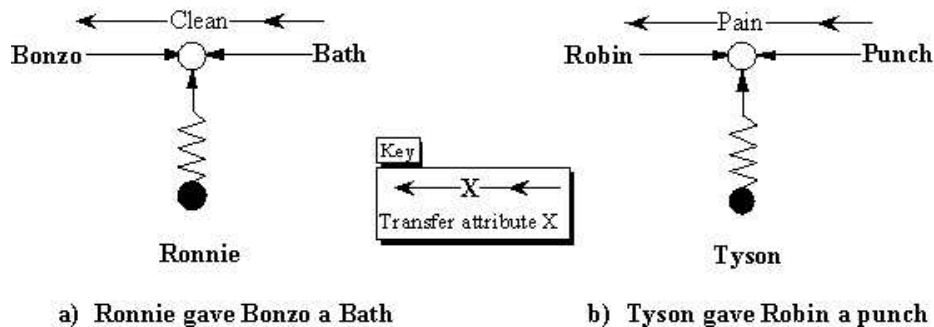 Clean
Bonzo Bath
Ronnie
a) Ronnie gave Bonzo a Bath
Key
X
Transfer attribute X
Pain
Robin Punch
Tyson
b) Tyson gave Robin a punch